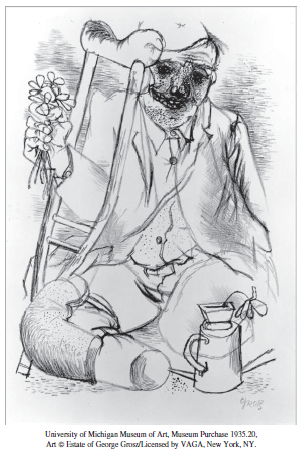 Grosz
University of Michigan Museum of Art, Museum Purchase 1935.20,
Art © Estate of George Grosz/Licensed by VAGA, New York, NY.